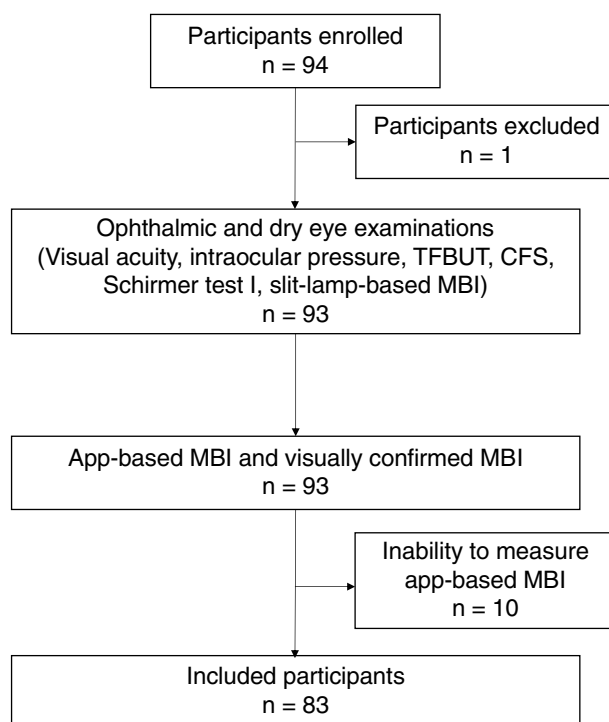 Participants enrolled
n = 94
Participants excluded
n = 1
Ophthalmic and dry eye examinations
(Visual acuity, intraocular pressure, TFBUT, CFS,
Schirmer test I, slit-lamp-based MBI)
n = 93
App-based MBI and visually confirmed MBI
n = 93
Inability to measure
app-based MBI
n = 10
Included participants
n = 83